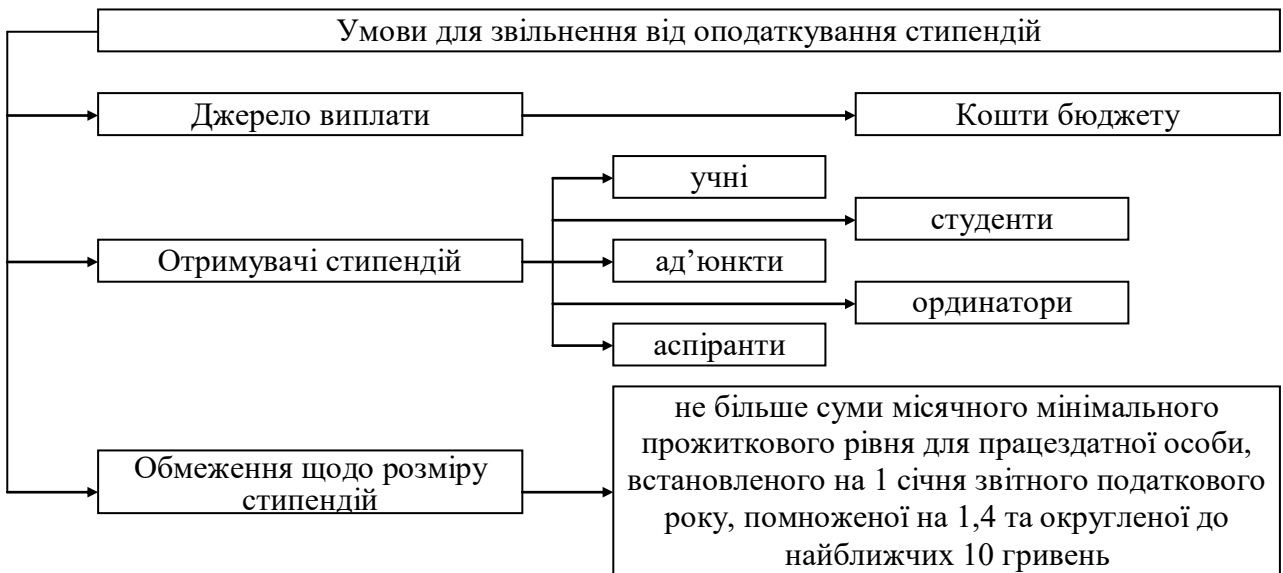 Умови для звільнення від оподаткування стипендій
Джерело виплати
Кошти бюджету
учні
студенти
Отримувачі стипендій
ад’юнкти
ординатори
аспіранти
Обмеження щодо розміру
стипендій
не більше суми місячного мінімального
прожиткового рівня для працездатної особи,
встановленого на 1 січня звітного податкового
року, помноженої на 1,4 та округленої до
найближчих 10 гривень